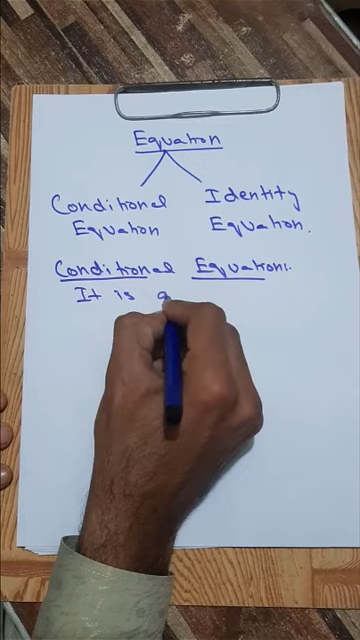 Equation
Conditional Identity
Equation Equation.
Conditional Equation:
It is a